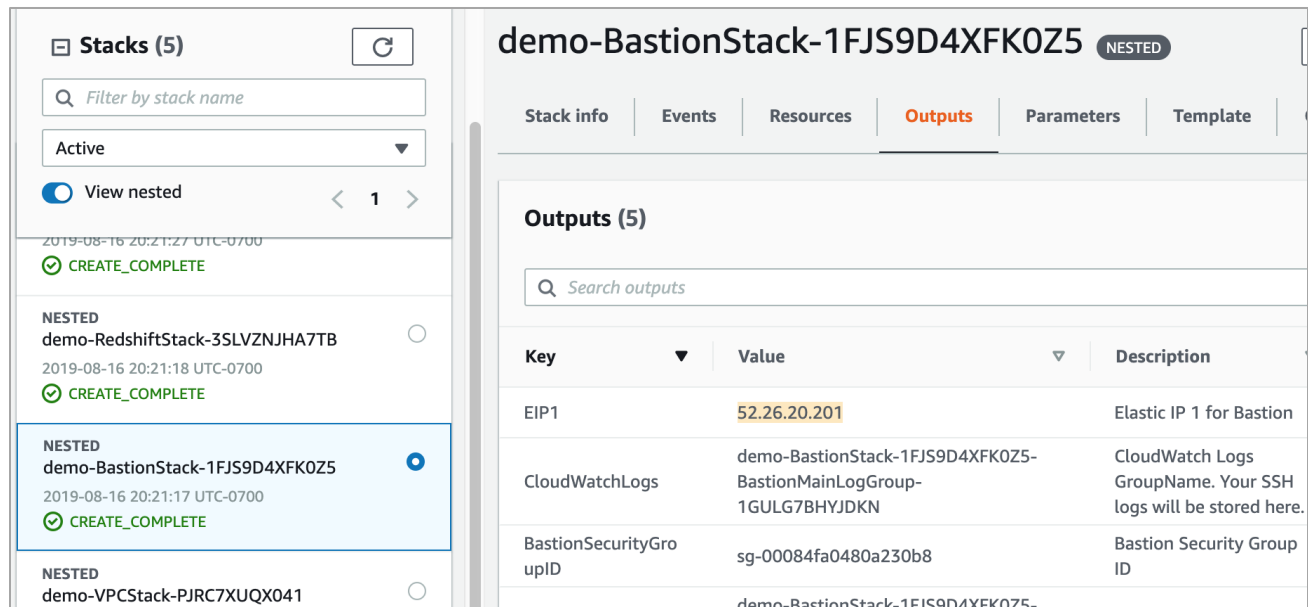 Stacks (5)
Filter by stack name
Active
View nested
1
2019-08-16 20:21:27 UTC-0700
CREATE_COMPLETE
NESTED
demo-RedshiftStack-3SLVZNJHA7TB
2019-08-16 20:21:18 UTC-0700
CREATE_COMPLETE
NESTED
demo-BastionStack-1FJS9D4XFK0Z5
2019-08-16 20:21:17 UTC-0700
CREATE_COMPLETE
NESTED
demo-VPCStack-PJRC7XUQX041
demo-BastionStack-1FJS9D4XFK0Z5 NESTED
Stack info Events Resources Outputs Parameters Template
Outputs (5)
Search outputs
Key Value Description
EIP1 52.26.20.201 Elastic IP 1 for Bastion
CloudWatchLogs
demo-BastionStack-1FJS9D4XFK0Z5-
BastionMainLogGroup-
1GULG7BHYJDKN
CloudWatch Logs
GroupName. Your SSH
logs will be stored here.
BastionSecurityGro
upID
sg-00084fa0480a230b8
Bastion Security Group
ID
demo-BastionStack-1FJS9D4XFK0Z5-